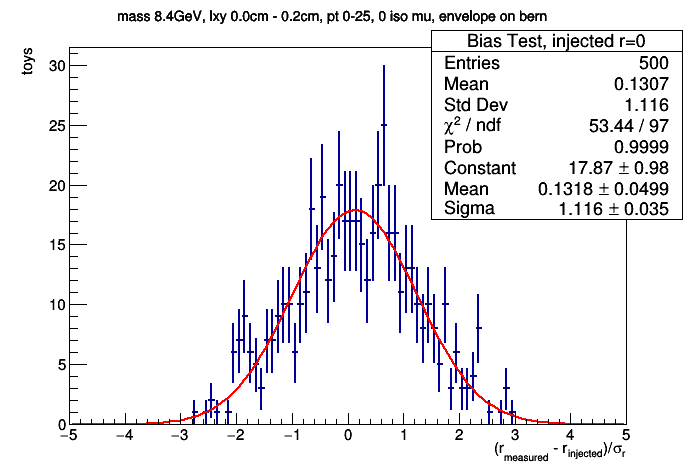 mass 8.4GeV, lxy 0.0cm - 0.2cm, pt 0-25, 0 iso mu, envelope on bern
toys
Bias Test, injected r=0
Entries 500
Mean 0.1307
Std Dev 1.116
χ² / ndf 53.44 / 97
Prob 0.9999
Constant 17.87 ± 0.98
Mean 0.1318 ± 0.0499
Sigma 1.116 ± 0.035
30
25
20
15
10
5
0
−5 −4 −3 −2 −1 0 1 2 3 4 5
(r_measured - r_injected)/σ_r